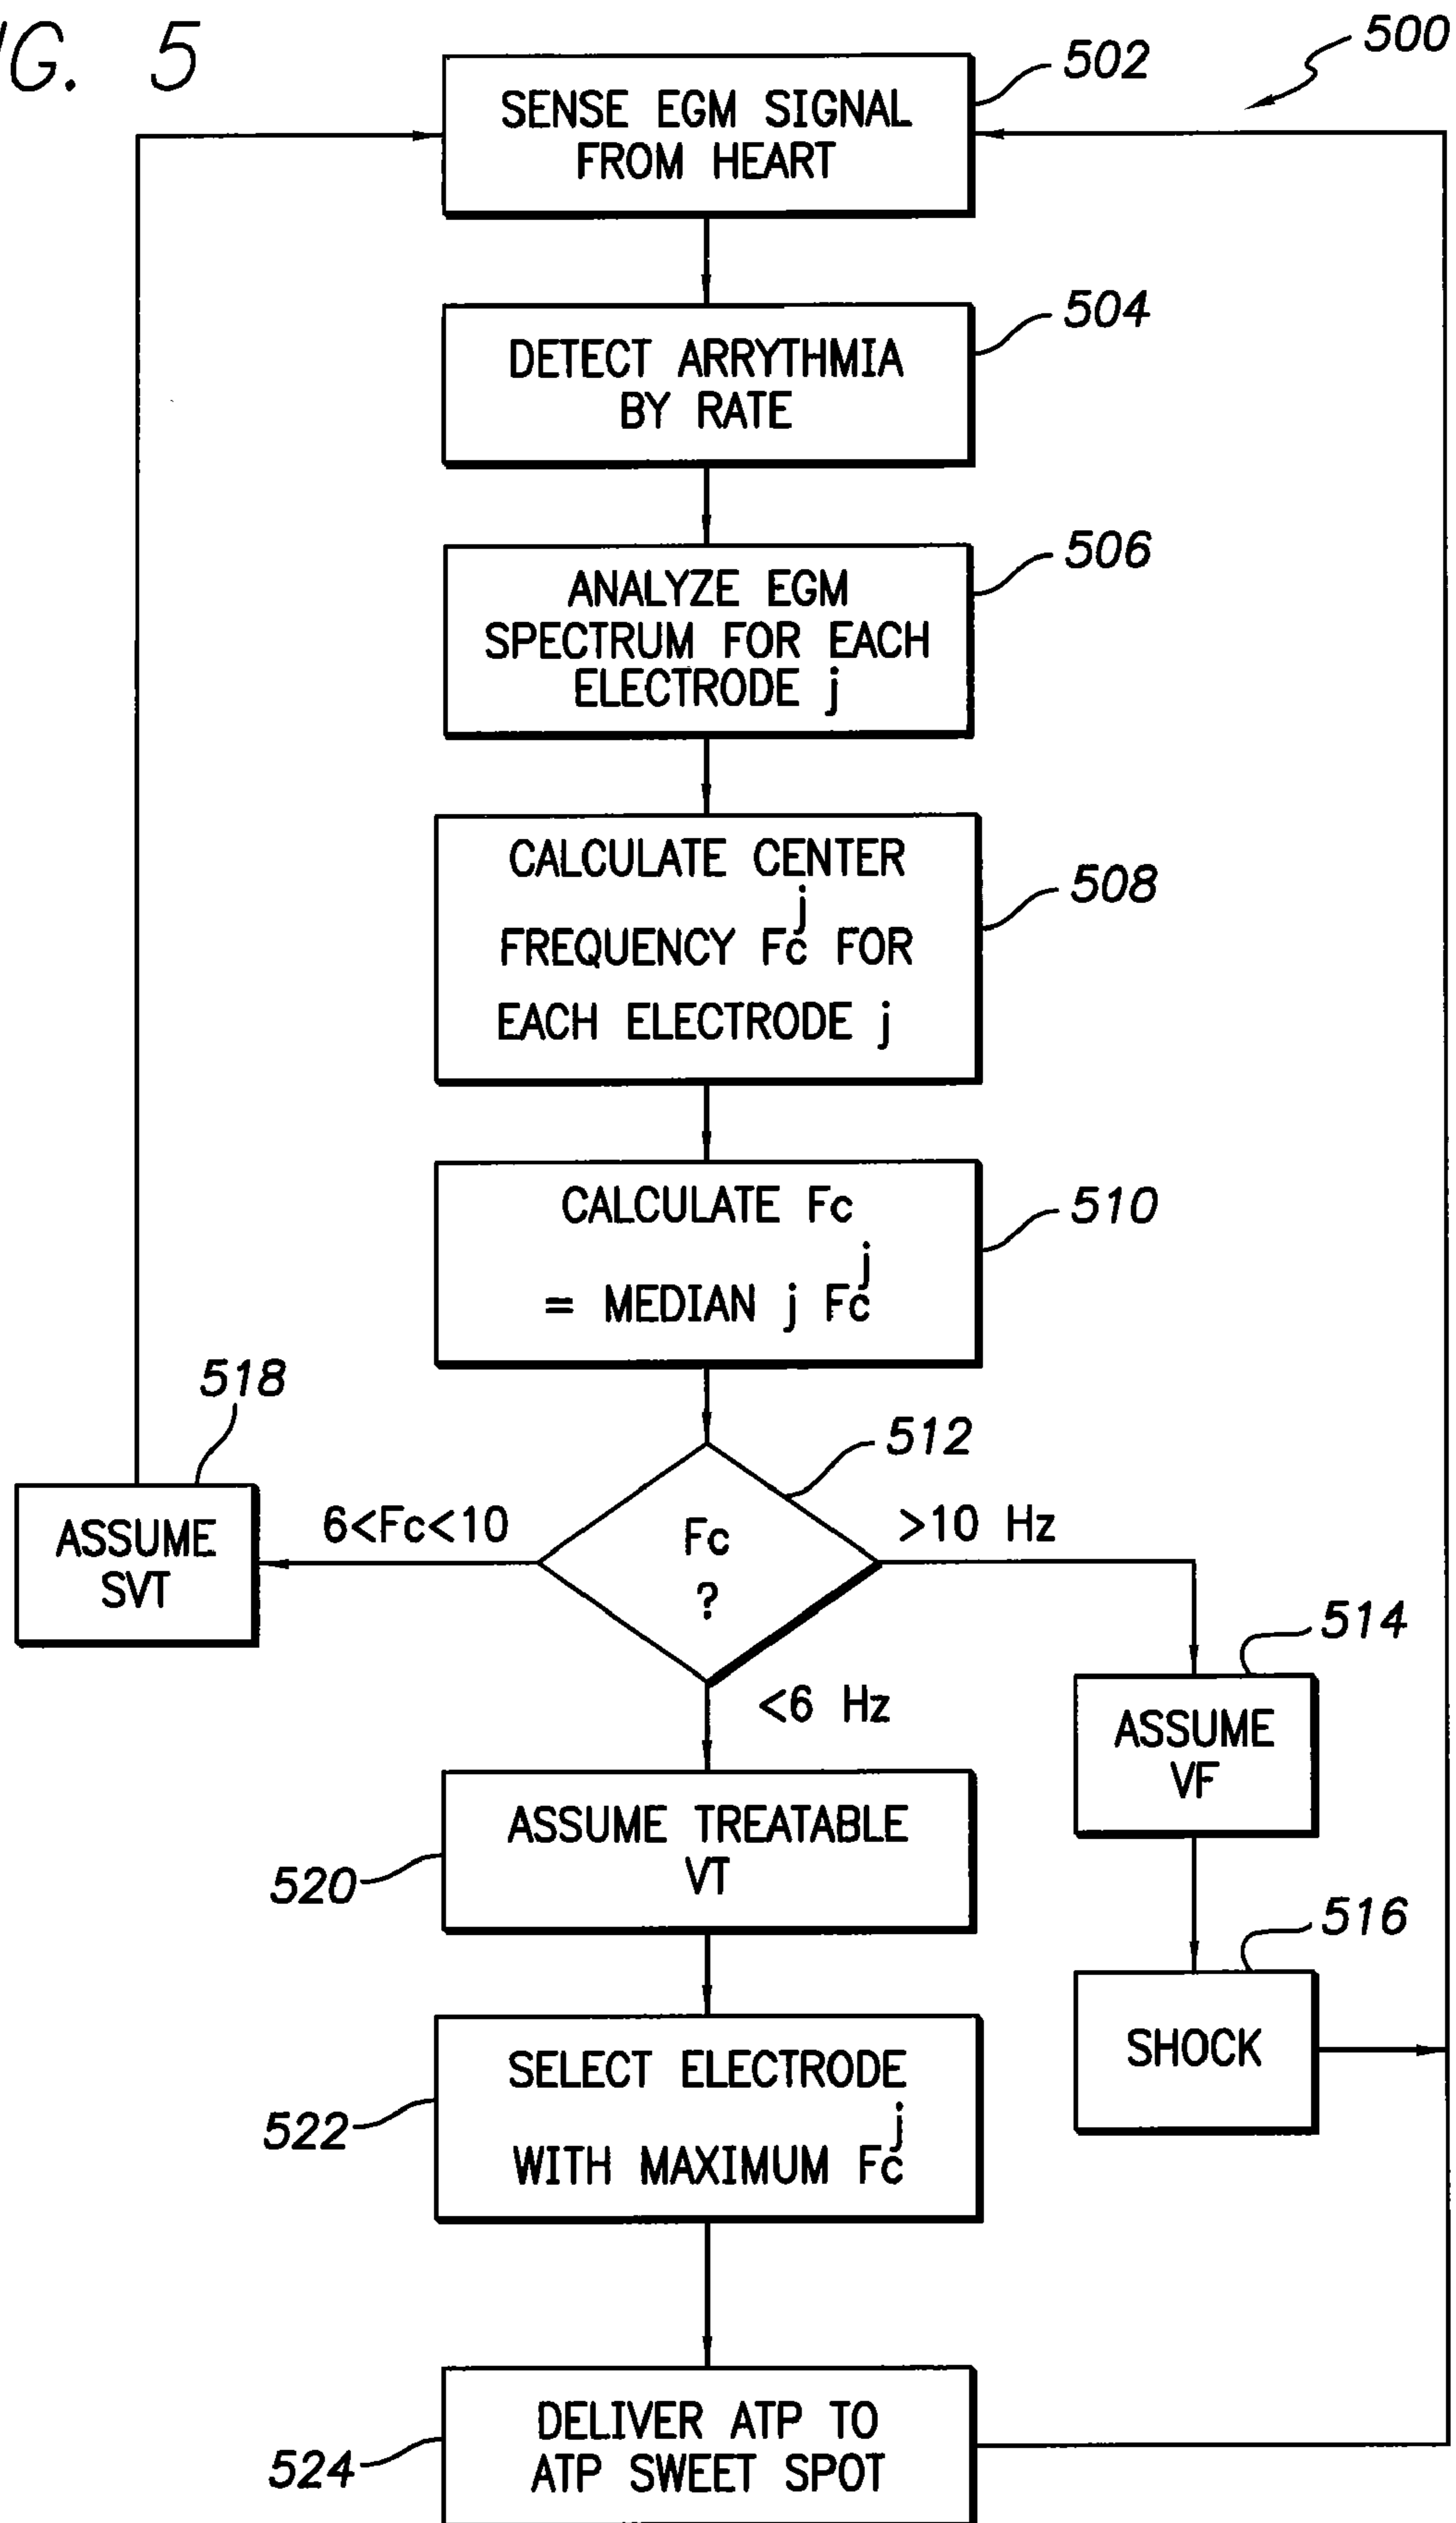 G. 5
500
502
SENSE EGM SIGNAL
FROM HEART
504
DETECT ARRYTHMIA
BY RATE
506
ANALYZE EGM
SPECTRUM FOR EACH
ELECTRODE j
508
CALCULATE CENTER
FREQUENCY Fc^j FOR
EACH ELECTRODE j
510
CALCULATE Fc
= MEDIAN j Fc^j
512
Fc
?
6<Fc<10
>10 Hz
<6 Hz
518
ASSUME
SVT
514
ASSUME
VF
516
SHOCK
520
ASSUME TREATABLE
VT
522
SELECT ELECTRODE
WITH MAXIMUM Fc^j
524
DELIVER ATP TO
ATP SWEET SPOT